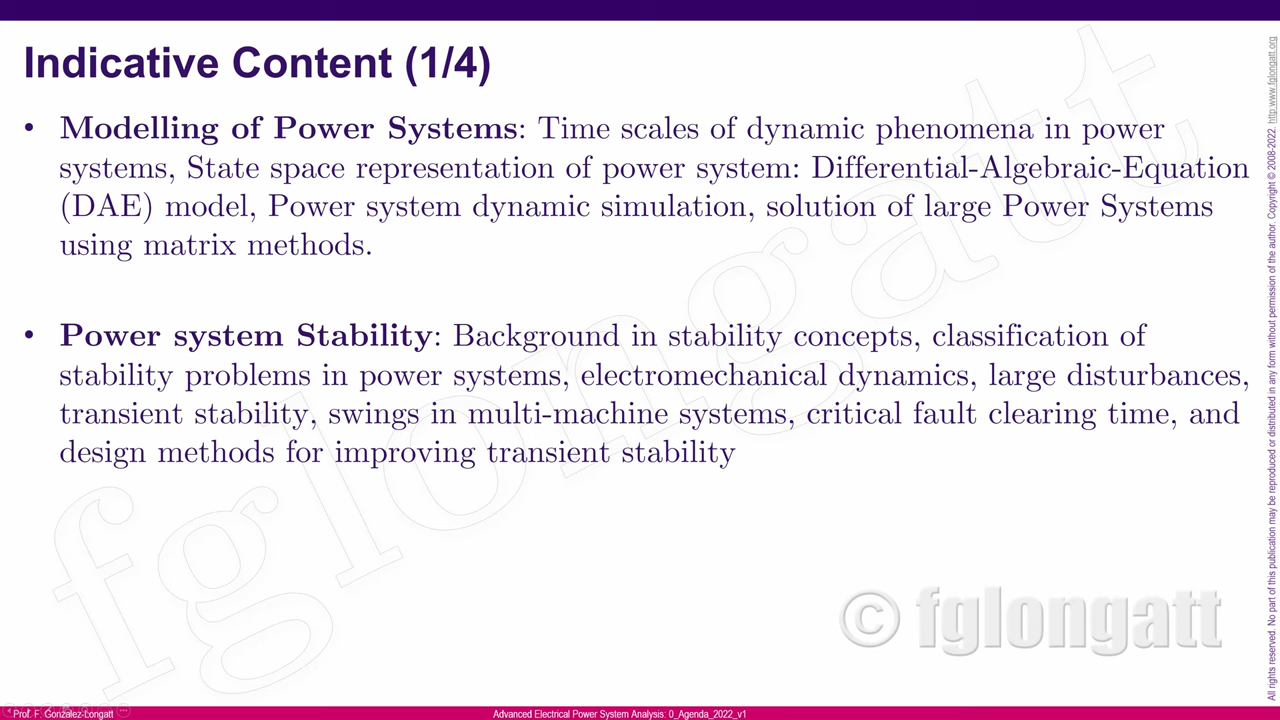 Indicative Content (1/4)
• Modelling of Power Systems: Time scales of dynamic phenomena in power
systems, State space representation of power system: Differential-Algebraic-Equation
(DAE) model, Power system dynamic simulation, solution of large Power Systems
using matrix methods.
• Power system Stability: Background in stability concepts, classification of
stability problems in power systems, electromechanical dynamics, large disturbances,
transient stability, swings in multi-machine systems, critical fault clearing time, and
design methods for improving transient stability
fglongatt
© fglongatt
All rights reserved. No part of this publication may be reproduced or distributed in any form without permission of the author. Copyright © 2008-2022. http:www.fglongatt.org
Prof. F. Gonzalez-Longatt
Advanced Electrical Power System Analysis: 0_Agenda_2022_v1